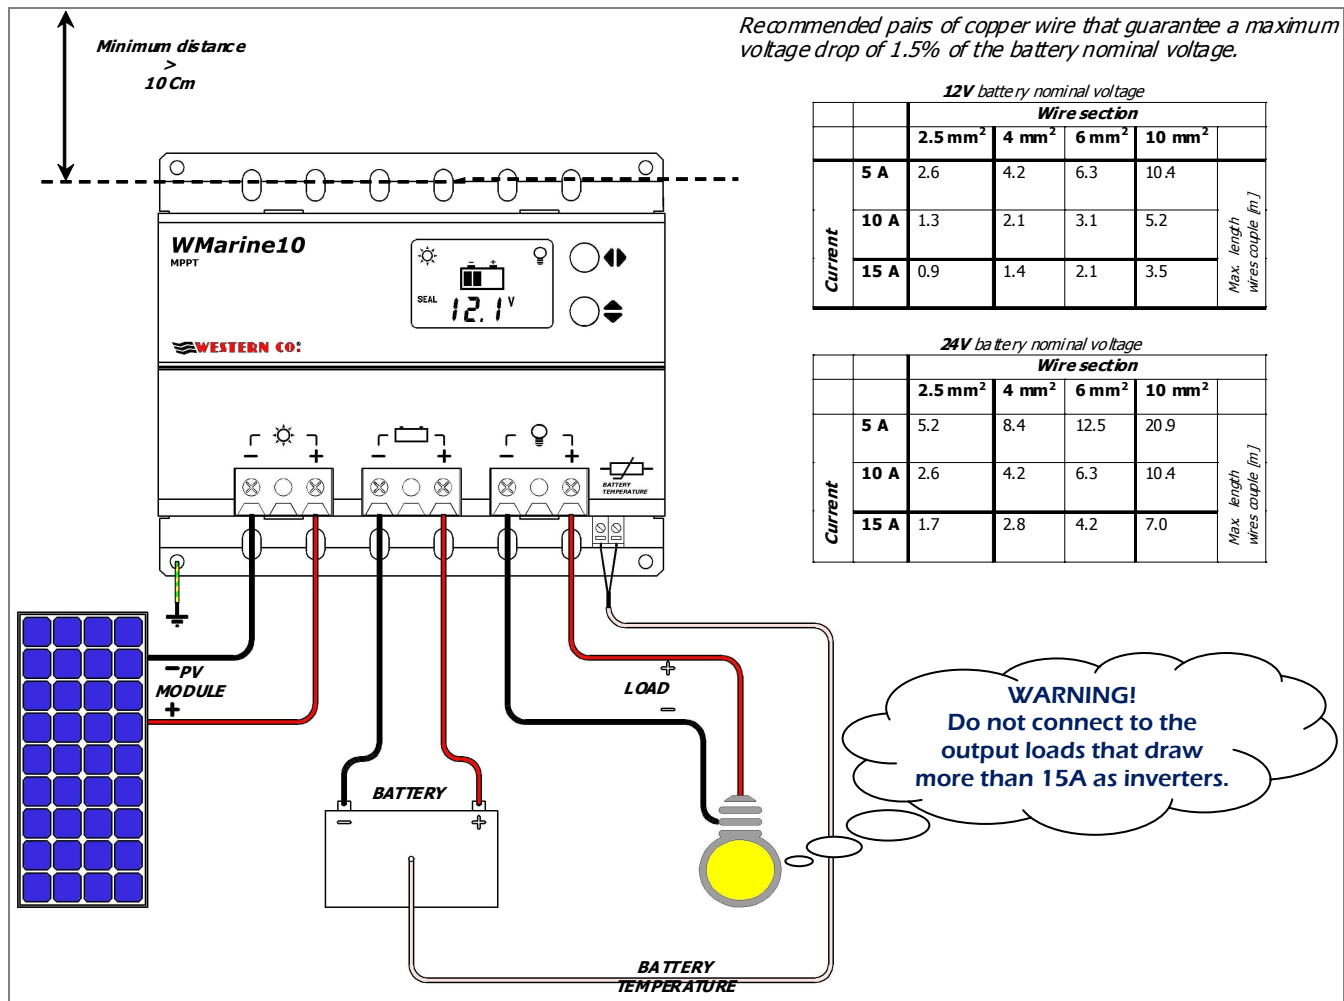 Recommended pairs of copper wire that guarantee a maximum
voltage drop of 1.5% of the battery nominal voltage.
Minimum distance
>
10 Cm
12V battery nominal voltage
Wire section
2.5 mm² 4 mm² 6 mm² 10 mm²
5 A 2.6 4.2 6.3 10.4
10 A 1.3 2.1 3.1 5.2
15 A 0.9 1.4 2.1 3.5
Current
Max. length
wires couple [m]
WMarine10
MPPT
- +
SEAL 12.1 V
WESTERN CO:
24V battery nominal voltage
Wire section
2.5 mm² 4 mm² 6 mm² 10 mm²
5 A 5.2 8.4 12.5 20.9
10 A 2.6 4.2 6.3 10.4
15 A 1.7 2.8 4.2 7.0
Current
Max. length
wires couple [m]
- + - + - +
BATTERY
TEMPERATURE
- PV
MODULE
+
+
LOAD
-
WARNING!
Do not connect to the
output loads that draw
more than 15A as inverters.
BATTERY
- +
BATTERY
TEMPERATURE